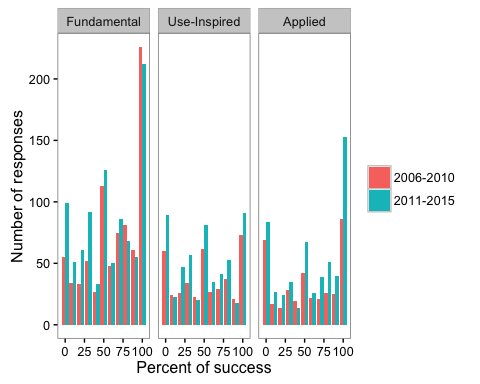 Fundamental Use-Inspired Applied
Number of responses
200
150
100
50
0
0 25 50 75 100 0 25 50 75 100 0 25 50 75 100
Percent of success
2006-2010
2011-2015